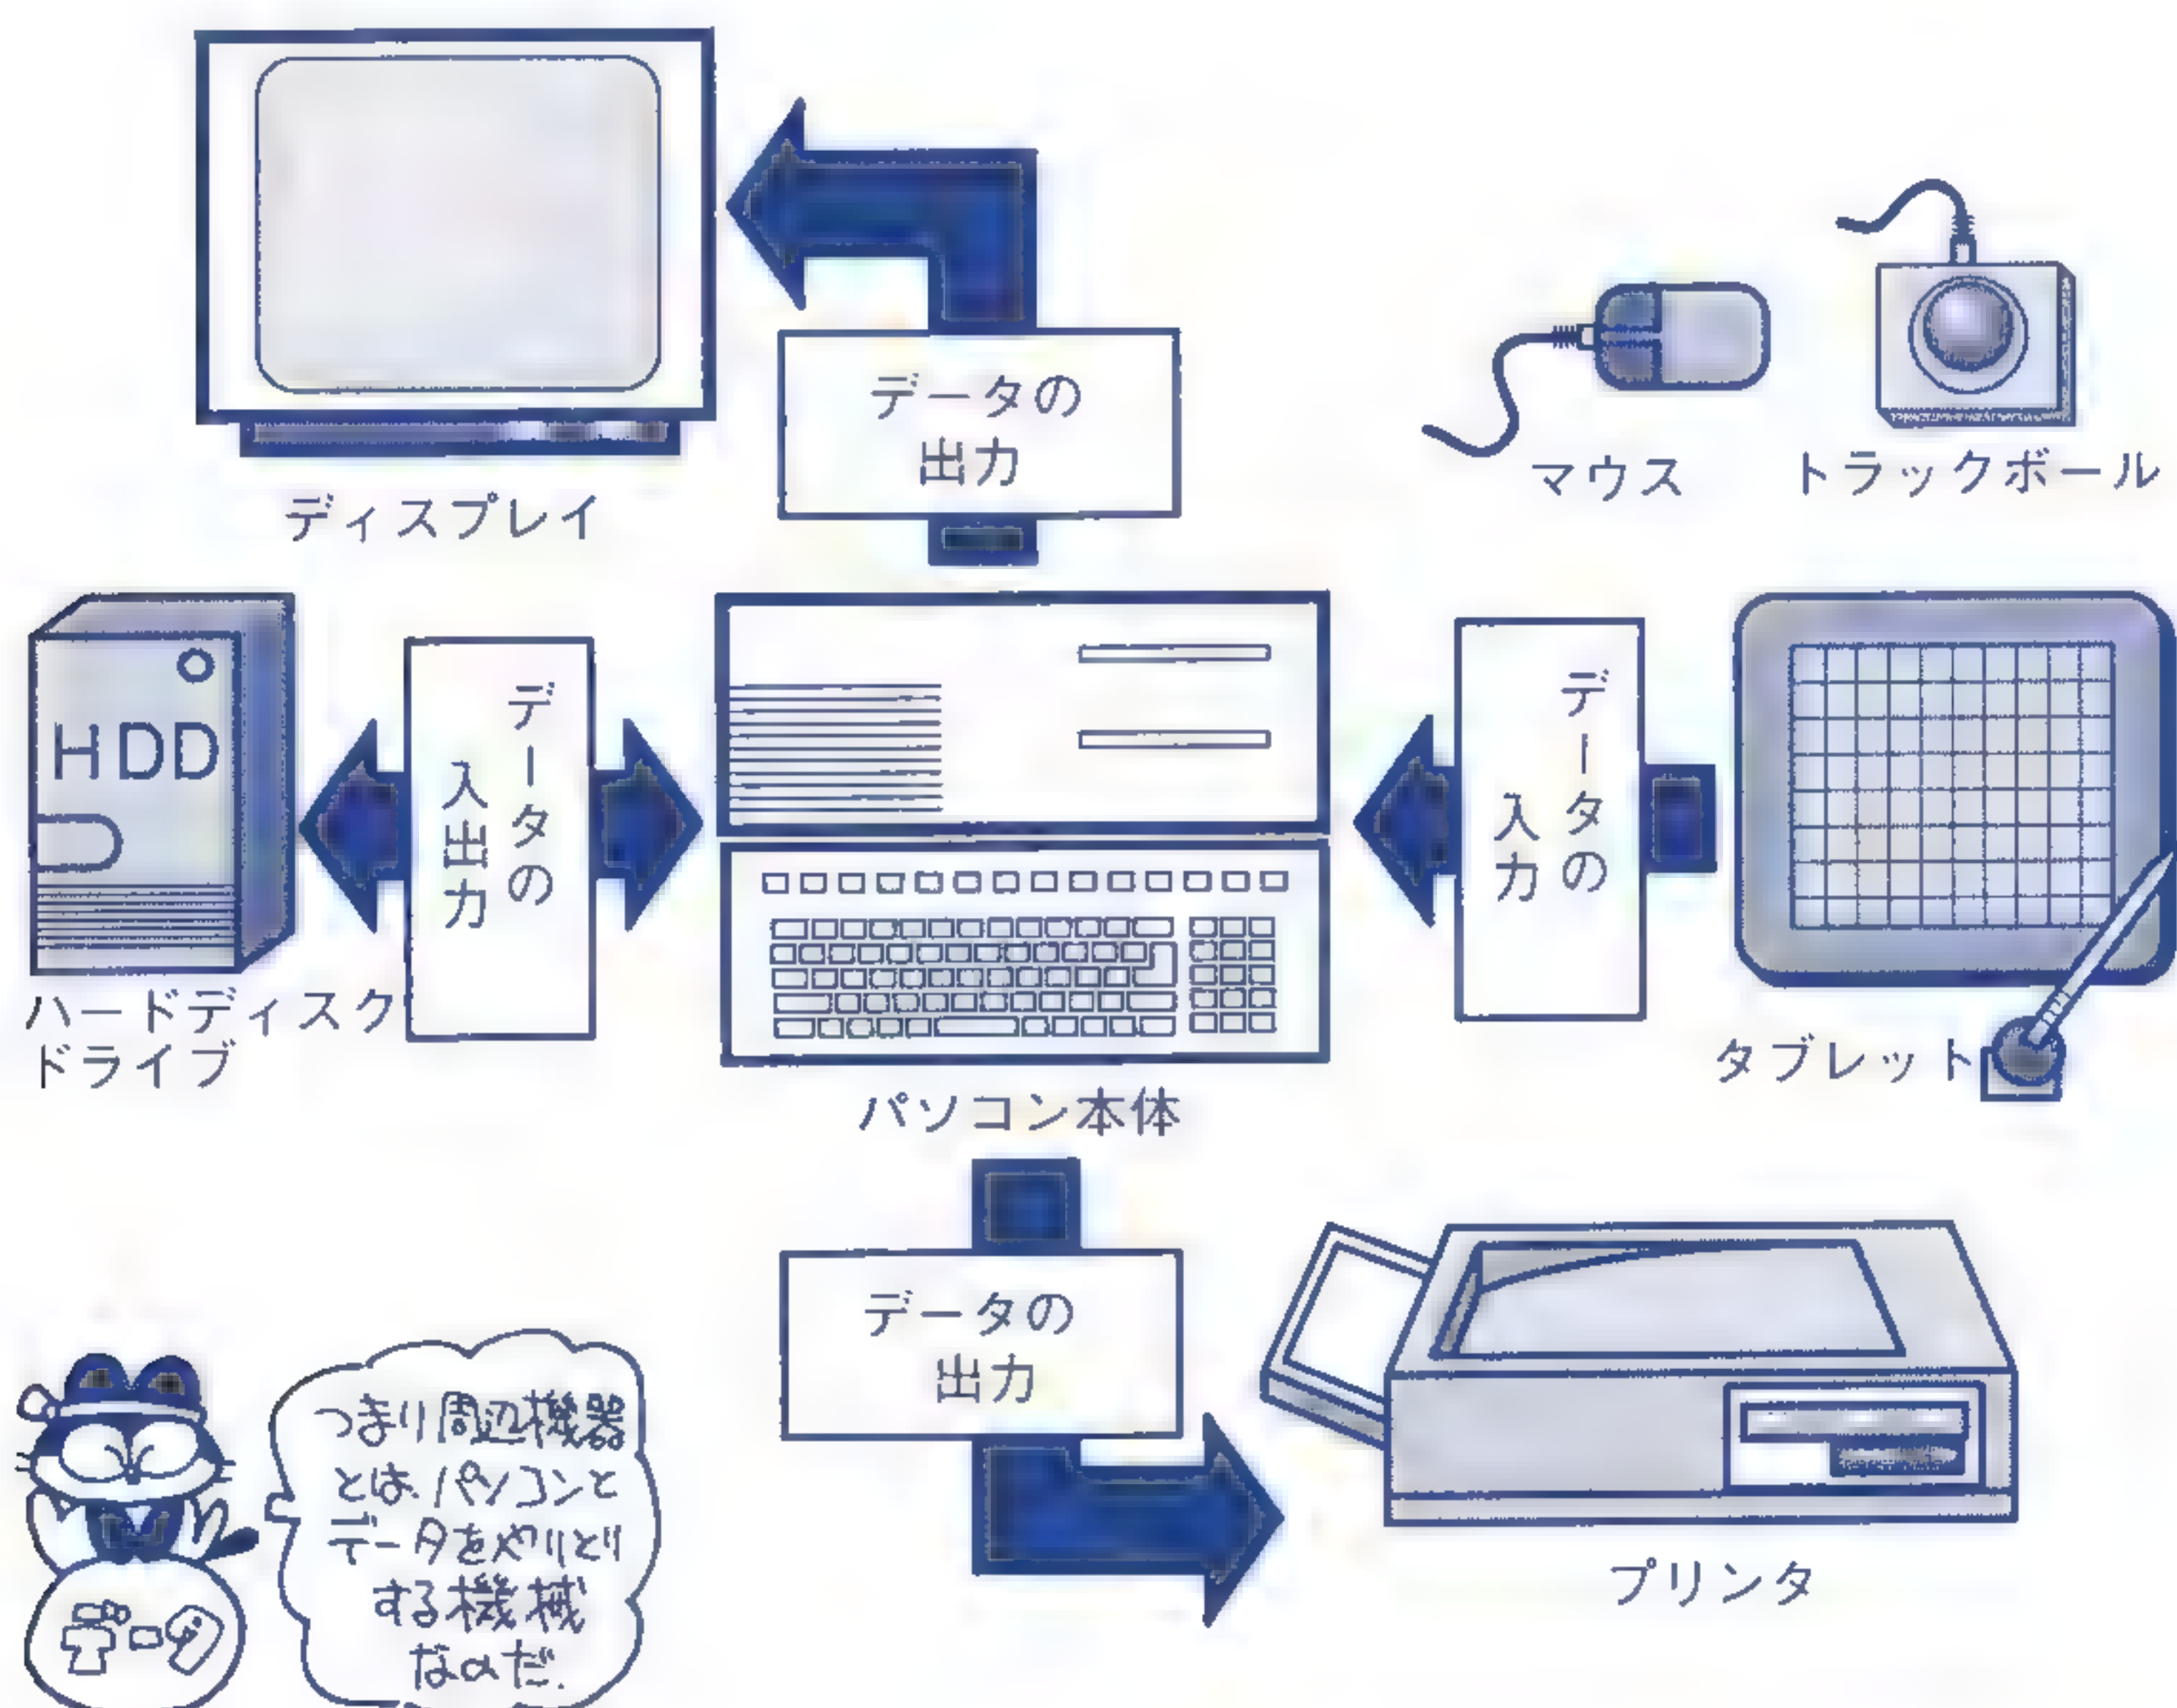 データの
出力
マウス
トラックボール
ディスプレイ
HDD
データの
入出力
データの
入力
ハードディスク
ドライブ
タブレット
パソコン本体
データの
出力
プリンタ
つまり周辺機器
とは、パソコンと
データをやりとり
する機械
なのだ.
データ